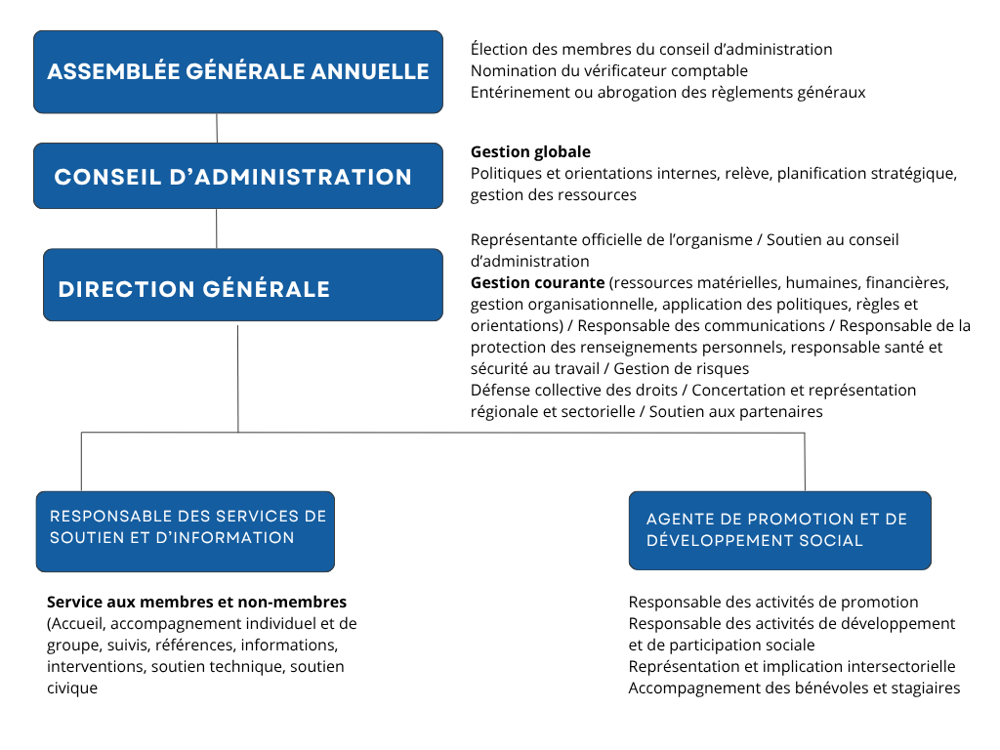 ASSEMBLÉE GÉNÉRALE ANNUELLE
Élection des membres du conseil d’administration
Nomination du vérificateur comptable
Entérinement ou abrogation des règlements généraux
CONSEIL D’ADMINISTRATION
Gestion globale
Politiques et orientations internes, relève, planification stratégique,
gestion des ressources
DIRECTION GÉNÉRALE
Représentante officielle de l’organisme / Soutien au conseil
d’administration
Gestion courante (ressources matérielles, humaines, financières,
gestion organisationnelle, application des politiques, règles et
orientations) / Responsable des communications / Responsable de la
protection des renseignements personnels, responsable santé et
sécurité au travail / Gestion de risques
Défense collective des droits / Concertation et représentation
régionale et sectorielle / Soutien aux partenaires
RESPONSABLE DES SERVICES DE
SOUTIEN ET D’INFORMATION
Service aux membres et non-membres
(Accueil, accompagnement individuel et de
groupe, suivis, références, informations,
interventions, soutien technique, soutien
civique
AGENTE DE PROMOTION ET DE
DÉVELOPPEMENT SOCIAL
Responsable des activités de promotion
Responsable des activités de développement
et de participation sociale
Représentation et implication intersectorielle
Accompagnement des bénévoles et stagiaires